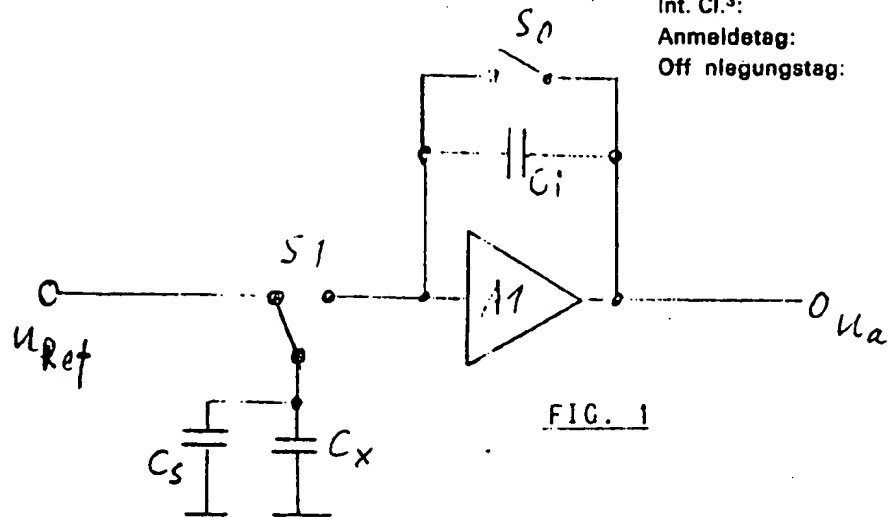 Int. Cl.³:
Anmeldetag:
Off nlegungstag:
S0
Ci
S1
A1
uRef
ua
Cs
Cx
FIG. 1